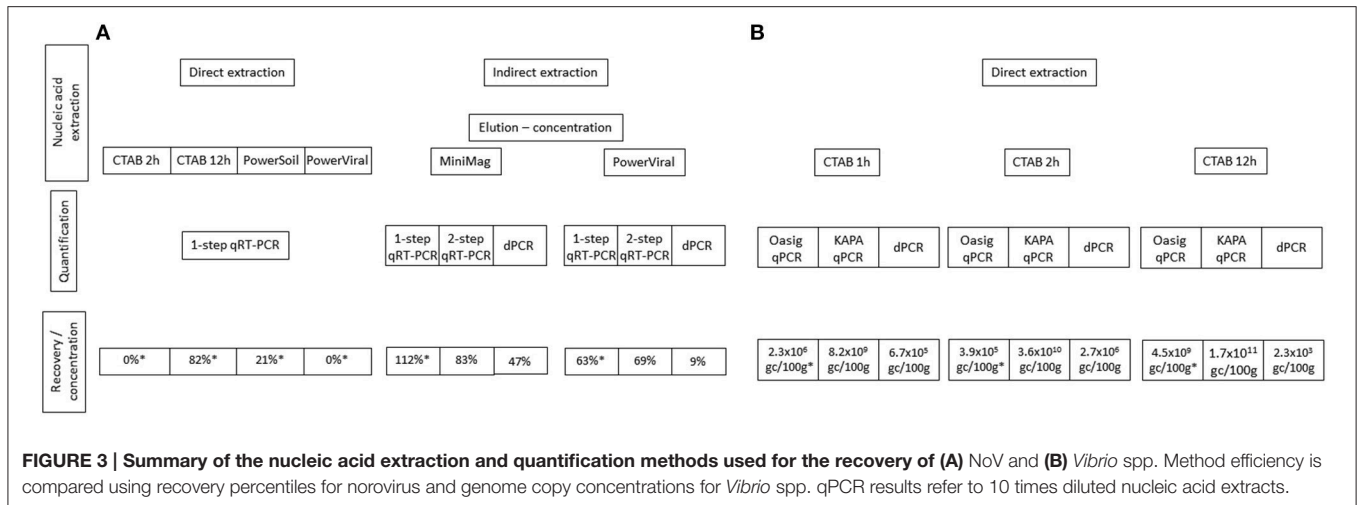 A
B
Nucleic acid
extraction
Direct extraction
Indirect extraction
Direct extraction
Elution – concentration
CTAB 2h CTAB 12h PowerSoil PowerViral
MiniMag
PowerViral
CTAB 1h
CTAB 2h
CTAB 12h
Quantification
1-step qRT-PCR
1-step 2-step dPCR
qRT-PCR qRT-PCR
1-step 2-step dPCR
qRT-PCR qRT-PCR
Oasig KAPA dPCR
qPCR qPCR
Oasig KAPA dPCR
qPCR qPCR
Oasig KAPA dPCR
qPCR qPCR
Recovery /
concentration
0%* 82%* 21%* 0%*
112%* 83% 47%
63%* 69% 9%
2.3x10⁶ 8.2x10⁹ 6.7x10⁵
gc/100g* gc/100g gc/100g
3.9x10⁵ 3.6x10¹⁰ 2.7x10⁶
gc/100g* gc/100g gc/100g
4.5x10⁹ 1.7x10¹¹ 2.3x10³
gc/100g* gc/100g gc/100g
FIGURE 3 | Summary of the nucleic acid extraction and quantification methods used for the recovery of (A) NoV and (B) Vibrio spp. Method efficiency is
compared using recovery percentiles for norovirus and genome copy concentrations for Vibrio spp. qPCR results refer to 10 times diluted nucleic acid extracts.